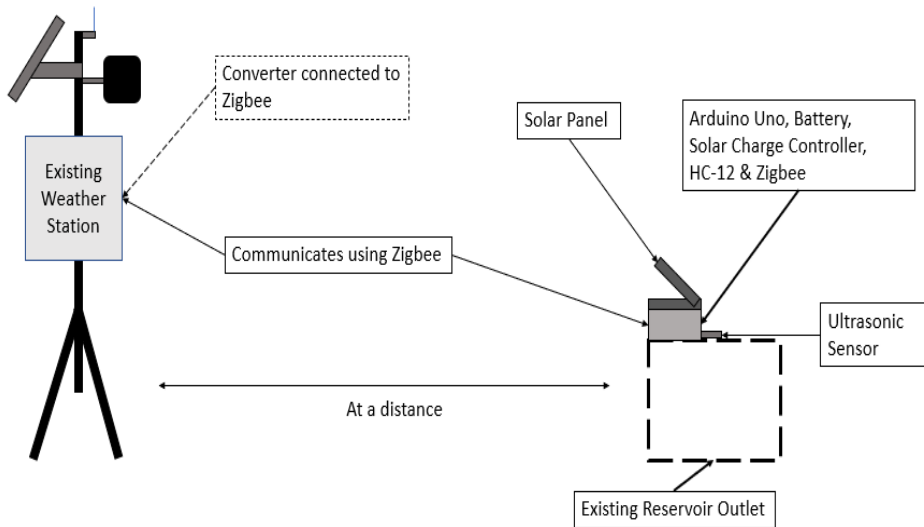 Converter connected to
Zigbee
Existing
Weather
Station
Communicates using Zigbee
At a distance
Solar Panel
Arduino Uno, Battery,
Solar Charge Controller,
HC-12 & Zigbee
Ultrasonic
Sensor
Existing Reservoir Outlet